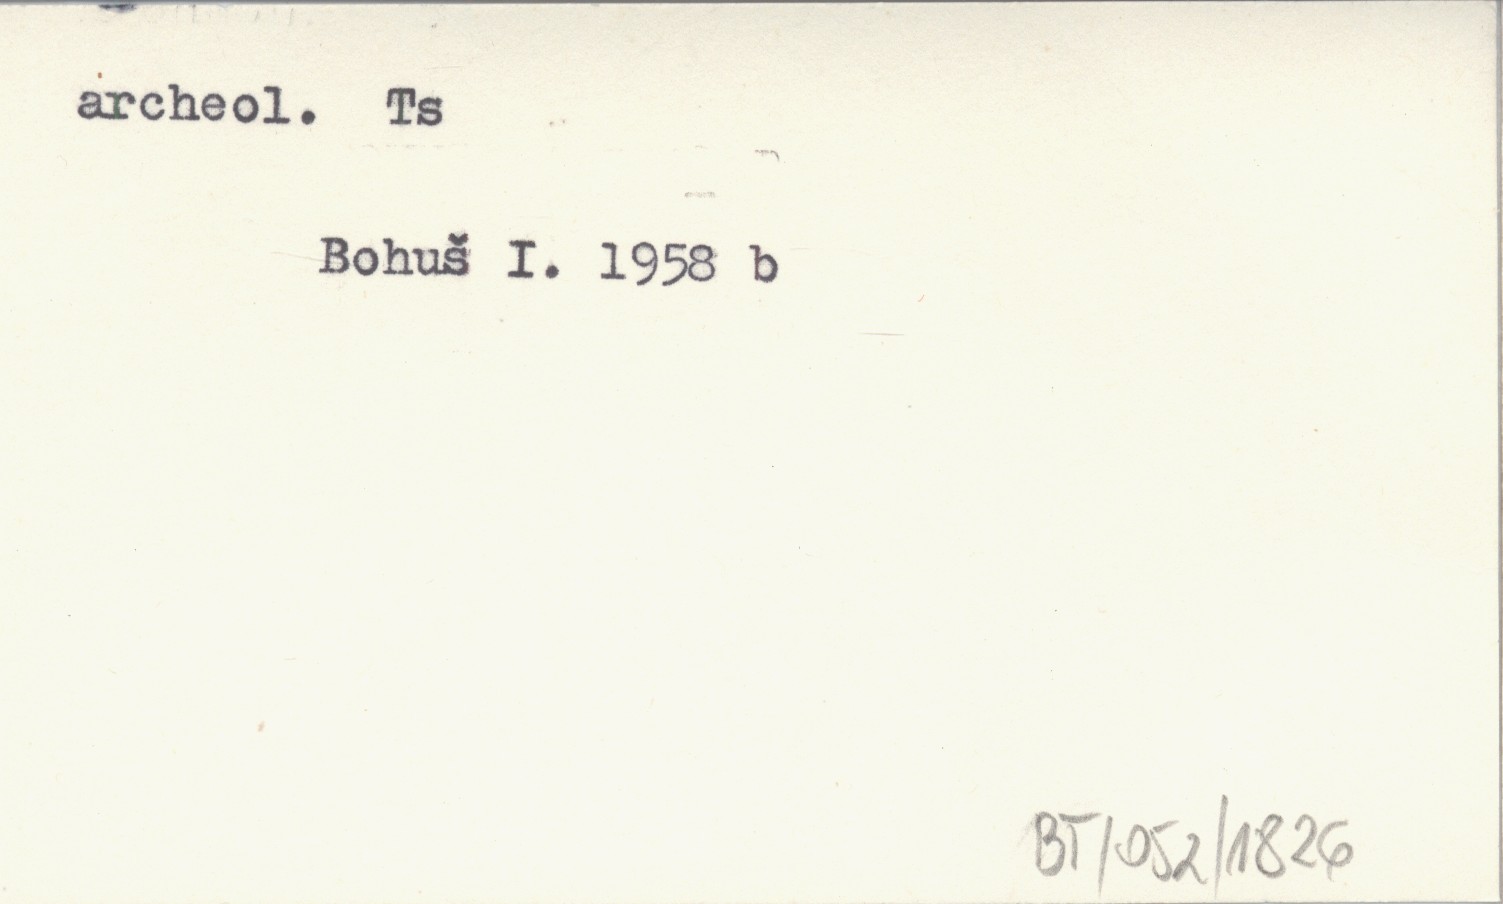 archeol. Ts
Bohuš I. 1958 b
BT/052/1826